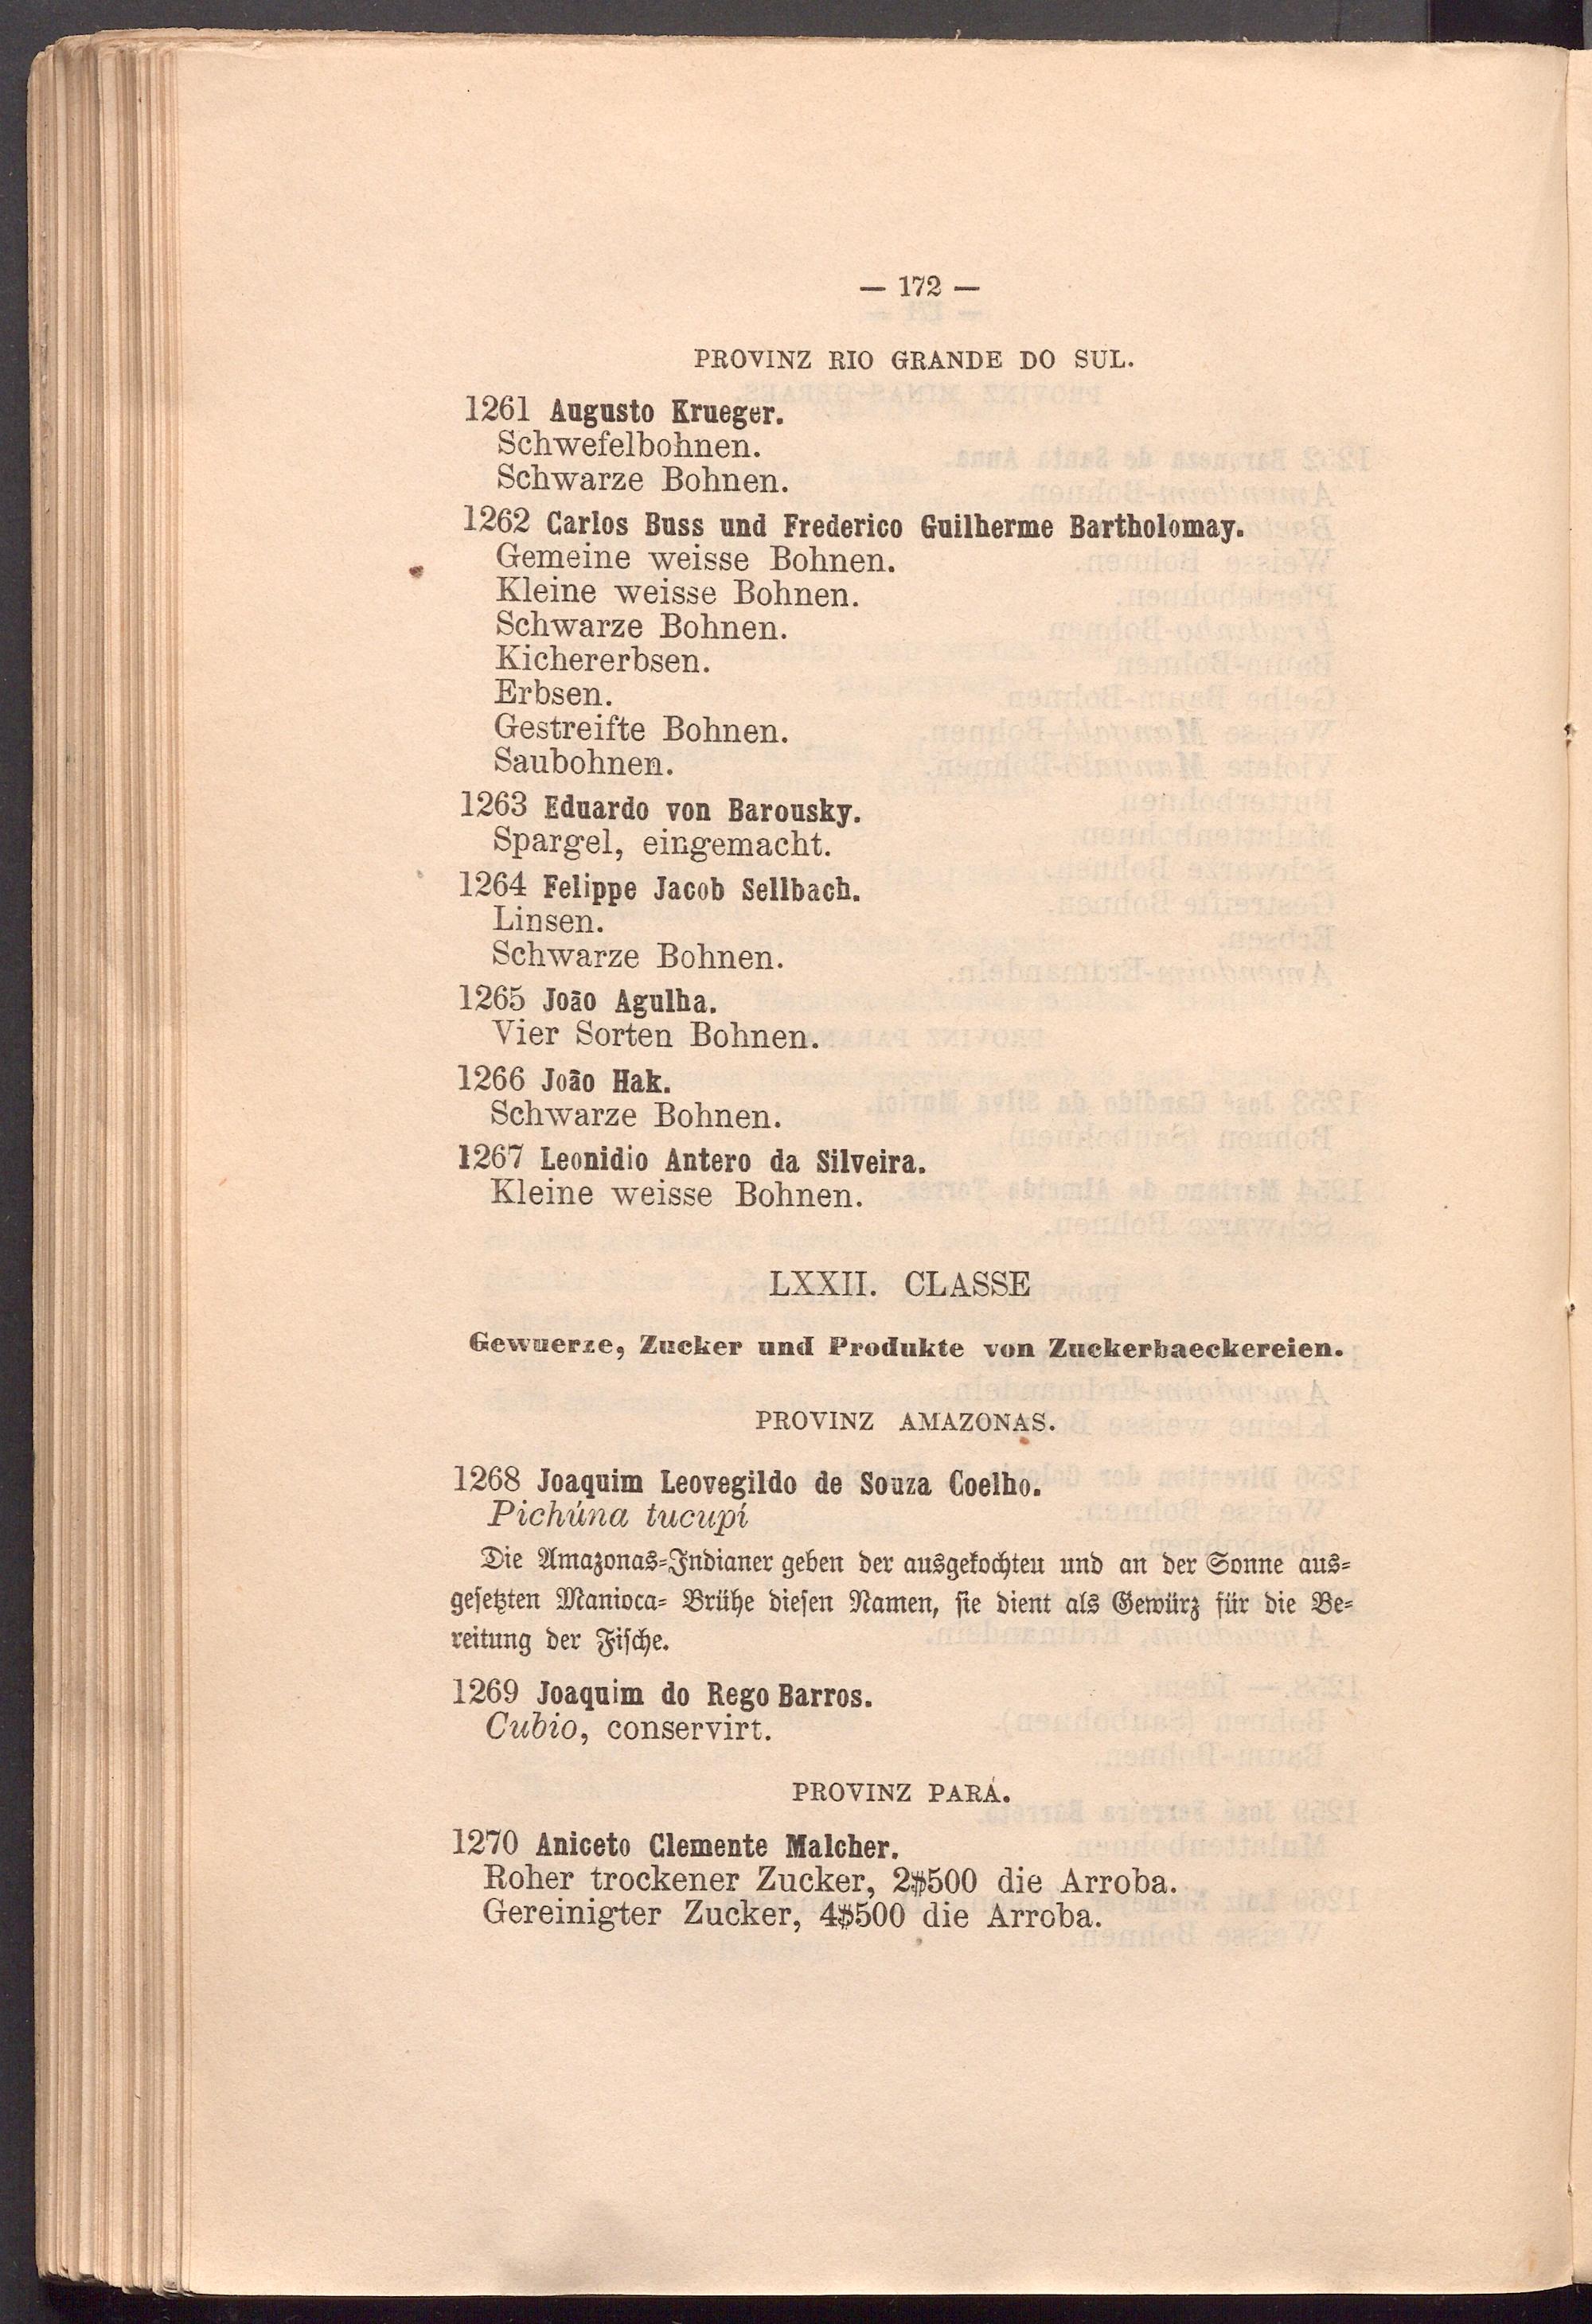 — 172 —
PROVINZ RIO GRANDE DO SUL.
1261 Augusto Krueger.
Schwefelbohnen.
Schwarze Bohnen.
1262 Carlos Buss und Frederico Guilherme Bartholomay.
Gemeine weisse Bohnen.
Kleine weisse Bohnen.
Schwarze Bohnen.
Kichererbsen.
Erbsen.
Gestreifte Bohnen.
Saubohnen.
1263 Eduardo von Barousky.
Spargel, eingemacht.
1264 Felippe Jacob Sellbach.
Linsen.
Schwarze Bohnen.
1265 João Agulha.
Vier Sorten Bohnen.
1266 João Hak.
Schwarze Bohnen.
1267 Leonidio Antero da Silveira.
Kleine weisse Bohnen.
LXXII. CLASSE
Gewuerze, Zucker und Produkte von Zuckerbaeckereien.
PROVINZ AMAZONAS.
1268 Joaquim Leovegildo de Souza Coelho.
Pichúna tucupí
Die Amazonas-Indianer geben der ausgekochten und an der Sonne aus-
gesetzten Manioca- Brühe diesen Namen, sie dient als Gewürz für die Be-
reitung der Fische.
1269 Joaquim do Rego Barros.
Cubio, conservirt.
PROVINZ PARÁ.
1270 Aniceto Clemente Malcher.
Roher trockener Zucker, 2$500 die Arroba.
Gereinigter Zucker, 4$500 die Arroba.